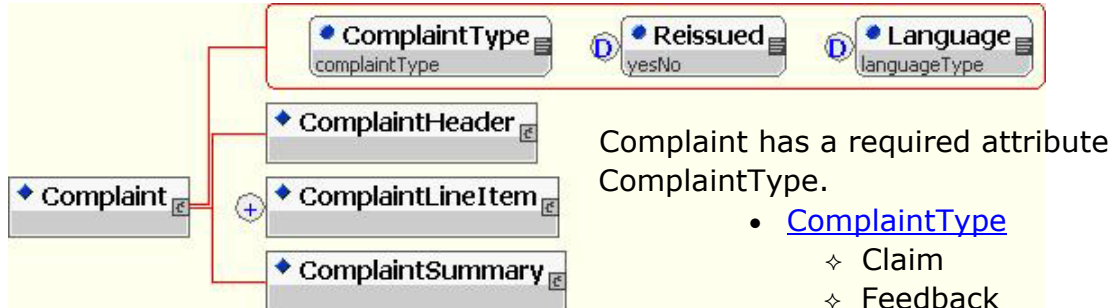 ComplaintType
complaintType
D
Reissued
yesNo
D
Language
languageType
ComplaintHeader
Complaint
+
ComplaintLineItem
ComplaintSummary
Complaint has a required attribute
ComplaintType.
• ComplaintType
✧ Claim
✧ Feedback